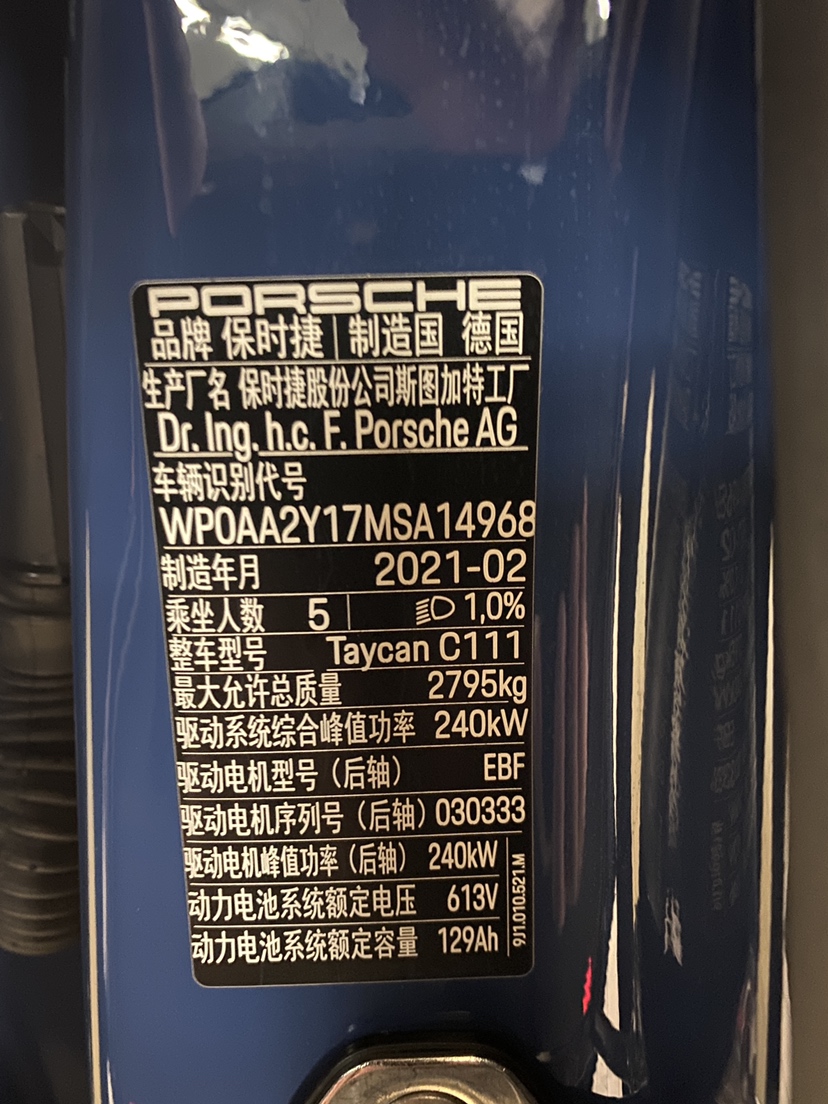 PORSCHE
品牌 保时捷 制造国 德国
生产厂名 保时捷股份公司斯图加特工厂
Dr. Ing. h.c. F. Porsche AG
车辆识别代号
WP0AA2Y17MSA14968
制造年月 2021-02
乘坐人数 5 1,0%
整车型号 Taycan C111
最大允许总质量 2795kg
驱动系统综合峰值功率 240kW
驱动电机型号（后轴） EBF
驱动电机序列号（后轴）030333
驱动电机峰值功率（后轴） 240kW
动力电池系统额定电压 613V
动力电池系统额定容量 129Ah
9J1.010.521.M